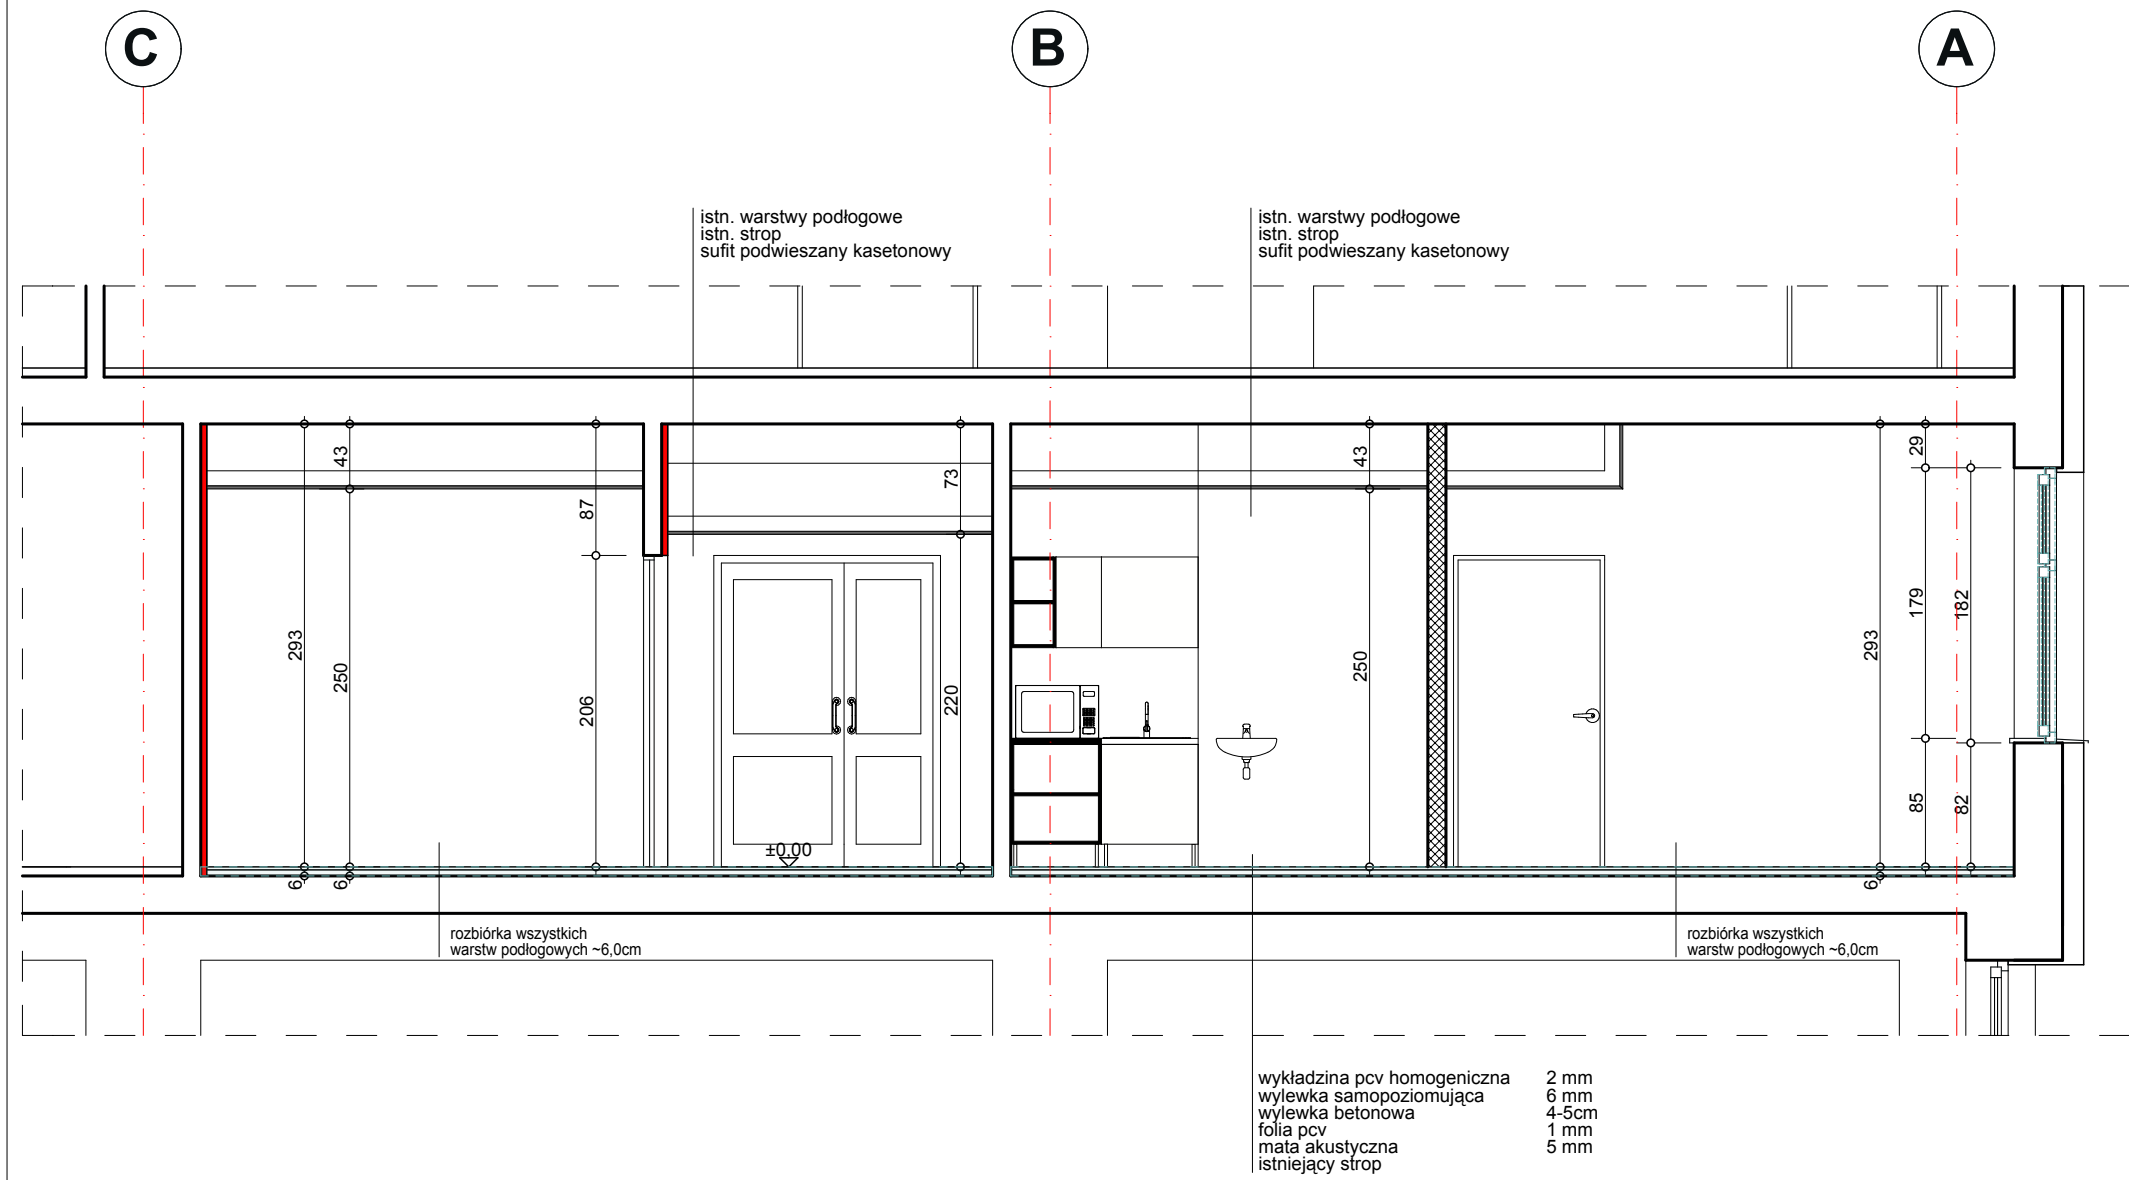 C
B
A
istn. warstwy podłogowe
istn. strop
sufit podwieszany kasetonowy
istn. warstwy podłogowe
istn. strop
sufit podwieszany kasetonowy
43
87
73
43
29
293
250
206
220
250
293
179
182
85
82
±0,00
6
6
6
rozbiórka wszystkich
warstw podłogowych ~6,0cm
rozbiórka wszystkich
warstw podłogowych ~6,0cm
wykładzina pcv homogeniczna 2 mm
wylewka samopoziomująca 6 mm
wylewka betonowa 4-5cm
folia pcv 1 mm
mata akustyczna 5 mm
istniejący strop